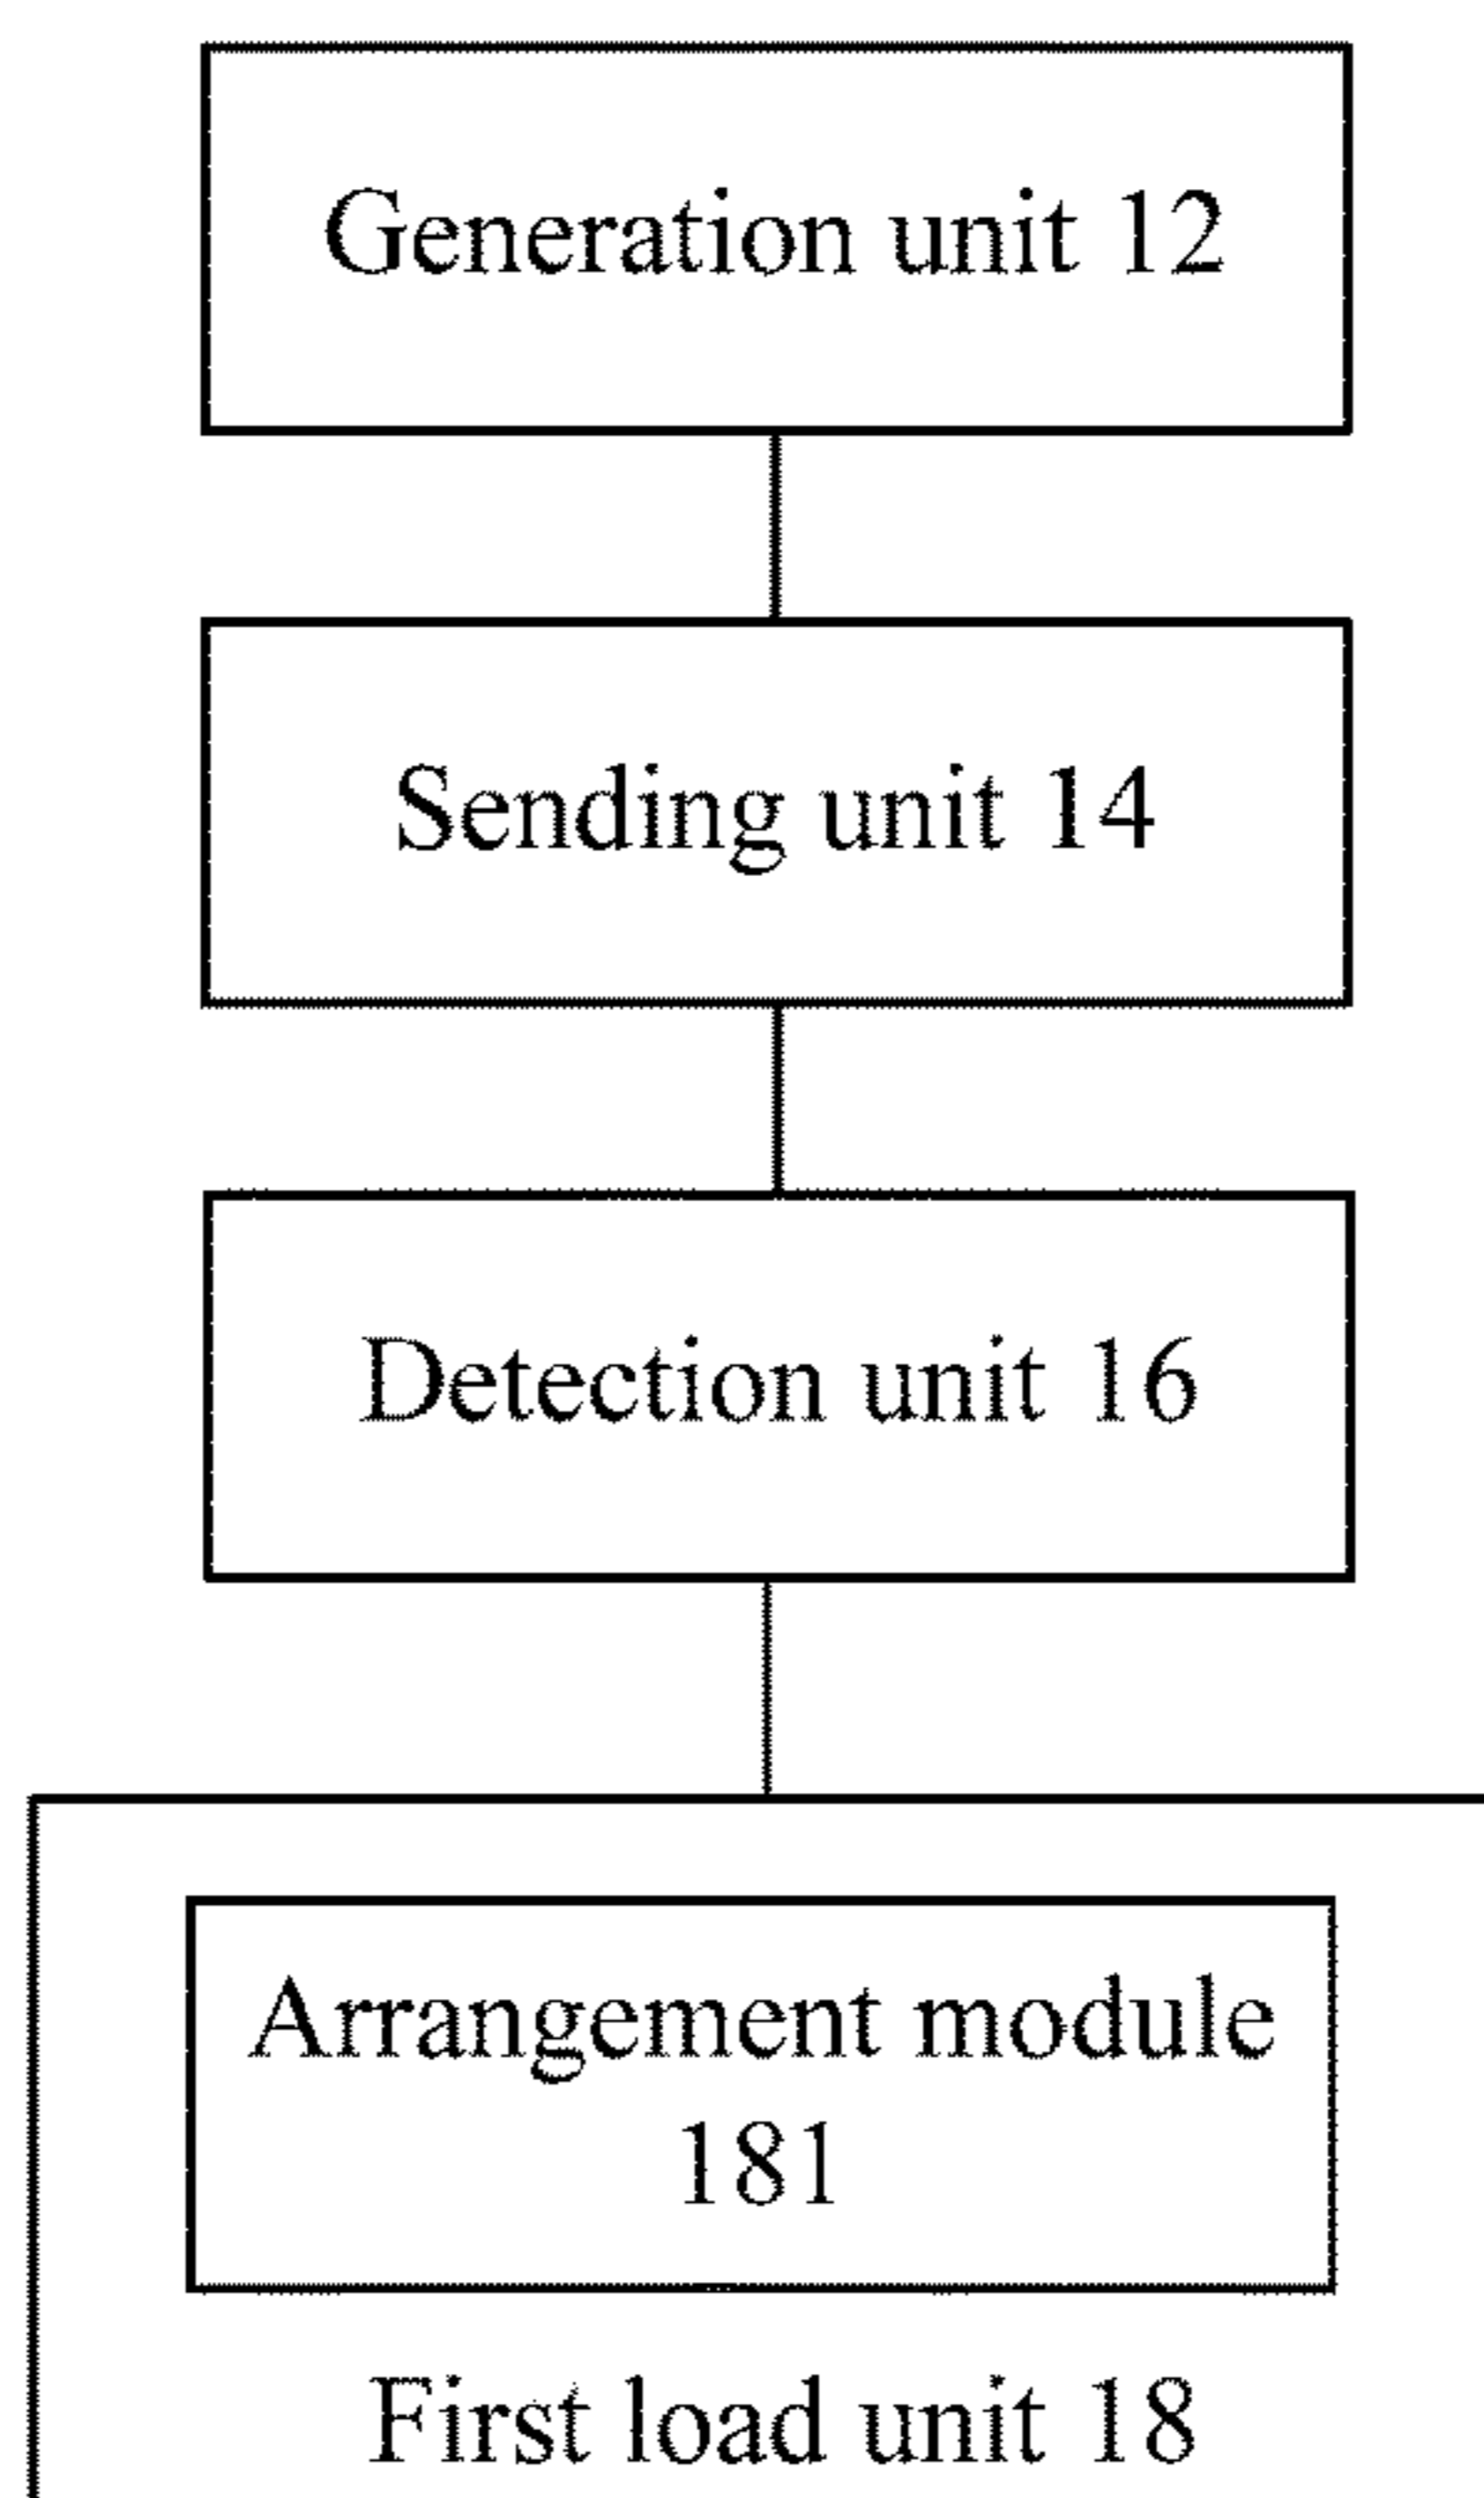 Generation unit 12
Sending unit 14
Detection unit 16
Arrangement module
181
First load unit 18